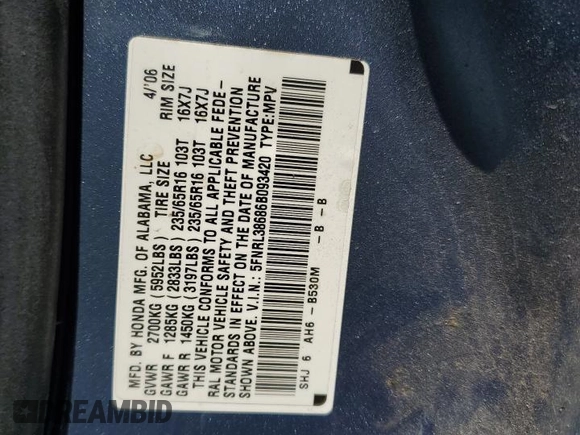 MFD. BY HONDA MFG. OF ALABAMA, LLC 4/'06
GVWR 2700KG (5952LBS) TIRE SIZE RIM SIZE
GAWR F 1285KG (2833LBS) 235/65R16 103T 16X7J
GAWR R 1450KG (3197LBS) 235/65R16 103T 16X7J
THIS VEHICLE CONFORMS TO ALL APPLICABLE FEDE-
RAL MOTOR VEHICLE SAFETY AND THEFT PREVENTION
STANDARDS IN EFFECT ON THE DATE OF MANUFACTURE
SHOWN ABOVE. V.I.N.: 5FNRL38686B093420 TYPE:MPV
SHJ 6 AH6 - B530M - B - B
DREAMBID